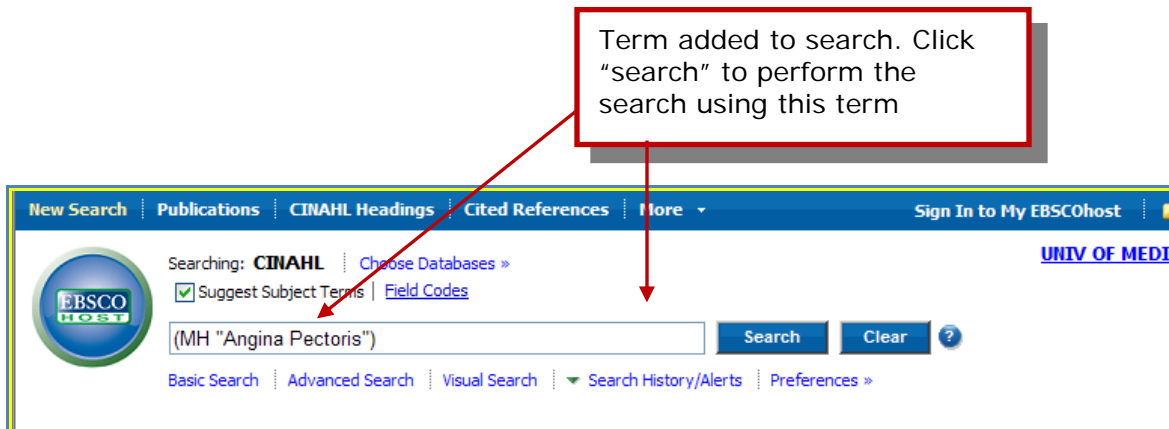 Term added to search. Click
“search” to perform the
search using this term
New Search Publications CINAHL Headings Cited References More Sign In to My EBSCOhost
Searching: CINAHL Choose Databases » UNIV OF MEDI
Suggest Subject Terms Field Codes
EBSCO
HOST
(MH "Angina Pectoris") Search Clear ?
Basic Search Advanced Search Visual Search Search History/Alerts Preferences »